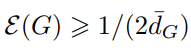 ℰ(G) ⩾ 1/(2d̄_G)